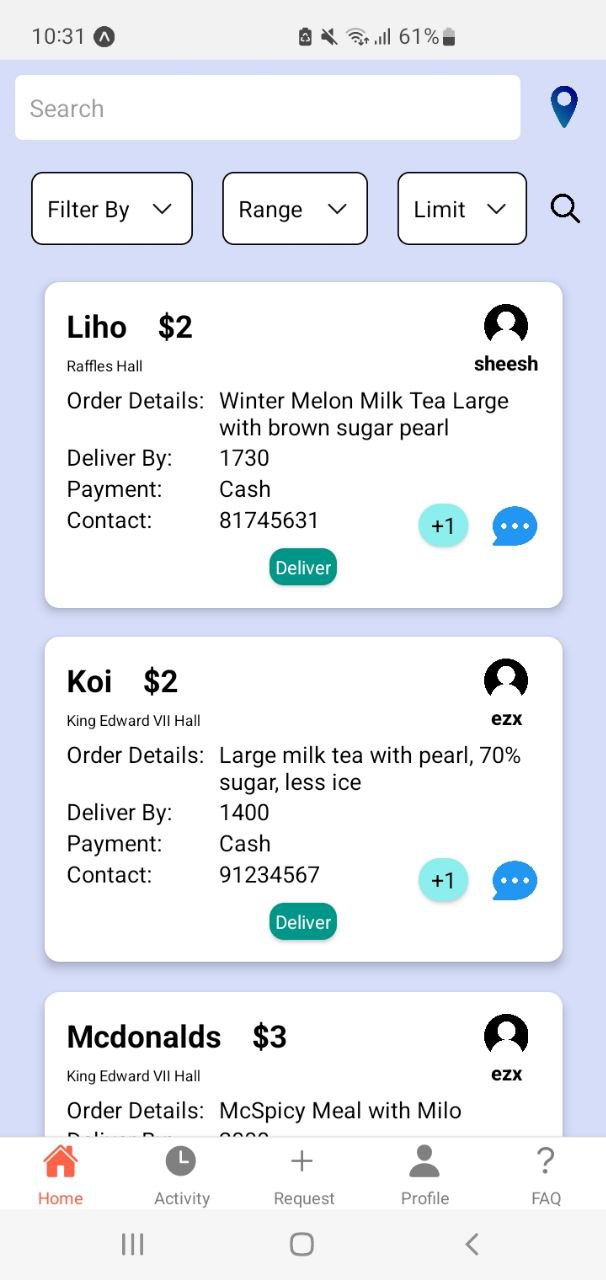 10:31 61%
Search
Filter By Range Limit
Liho $2
Raffles Hall sheesh
Order Details: Winter Melon Milk Tea Large
with brown sugar pearl
Deliver By: 1730
Payment: Cash
Contact: 81745631 +1
Deliver
Koi $2
King Edward VII Hall ezx
Order Details: Large milk tea with pearl, 70%
sugar, less ice
Deliver By: 1400
Payment: Cash
Contact: 91234567 +1
Deliver
Mcdonalds $3
King Edward VII Hall ezx
Order Details: McSpicy Meal with Milo
Home Activity Request Profile FAQ